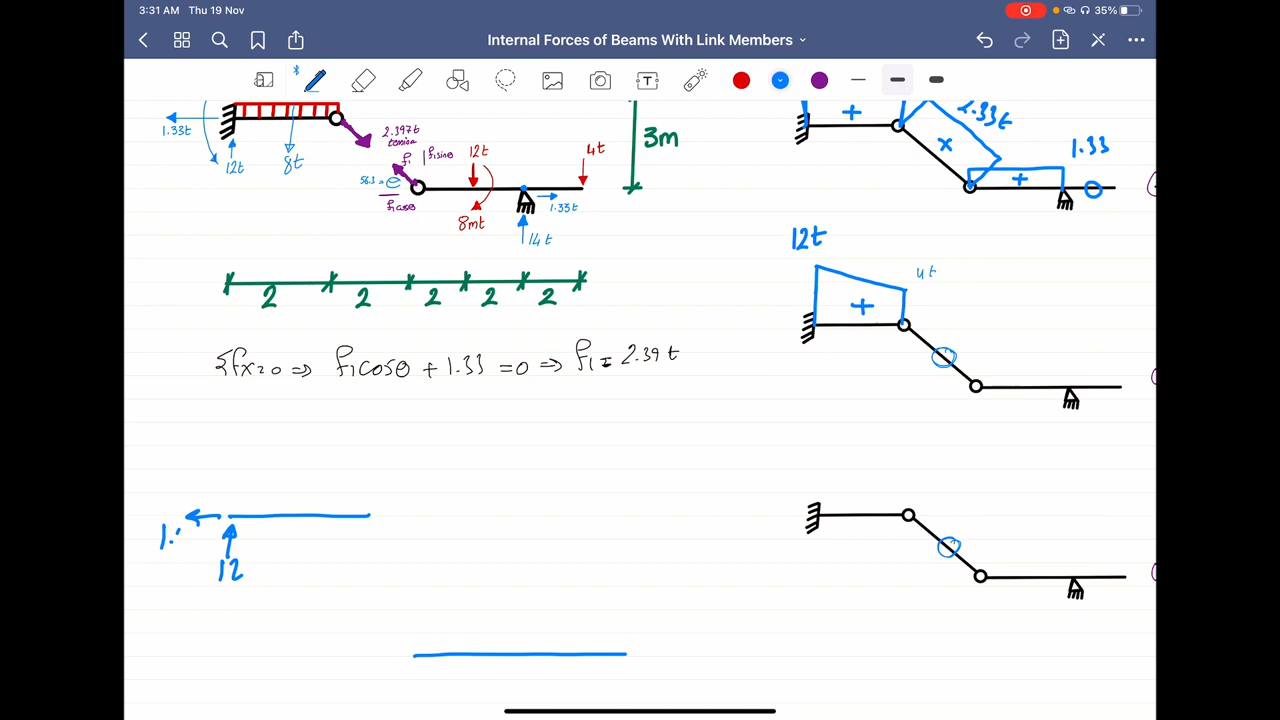 3:31 AM Thu 19 Nov
35%
Internal Forces of Beams With Link Members
T
1.33t
12t
8t
2.397t
tension
f1
f1sinθ
56.3=θ
f1cosθ
12t
8mt
4t
1.33t
14t
3m
2 2 2 2 2
Σfx=0 ⇒ f1cosθ + 1.33 = 0 ⇒ f1 = 2.39 t
12
+
2.33t
x
1.33
+
12t
4t
+